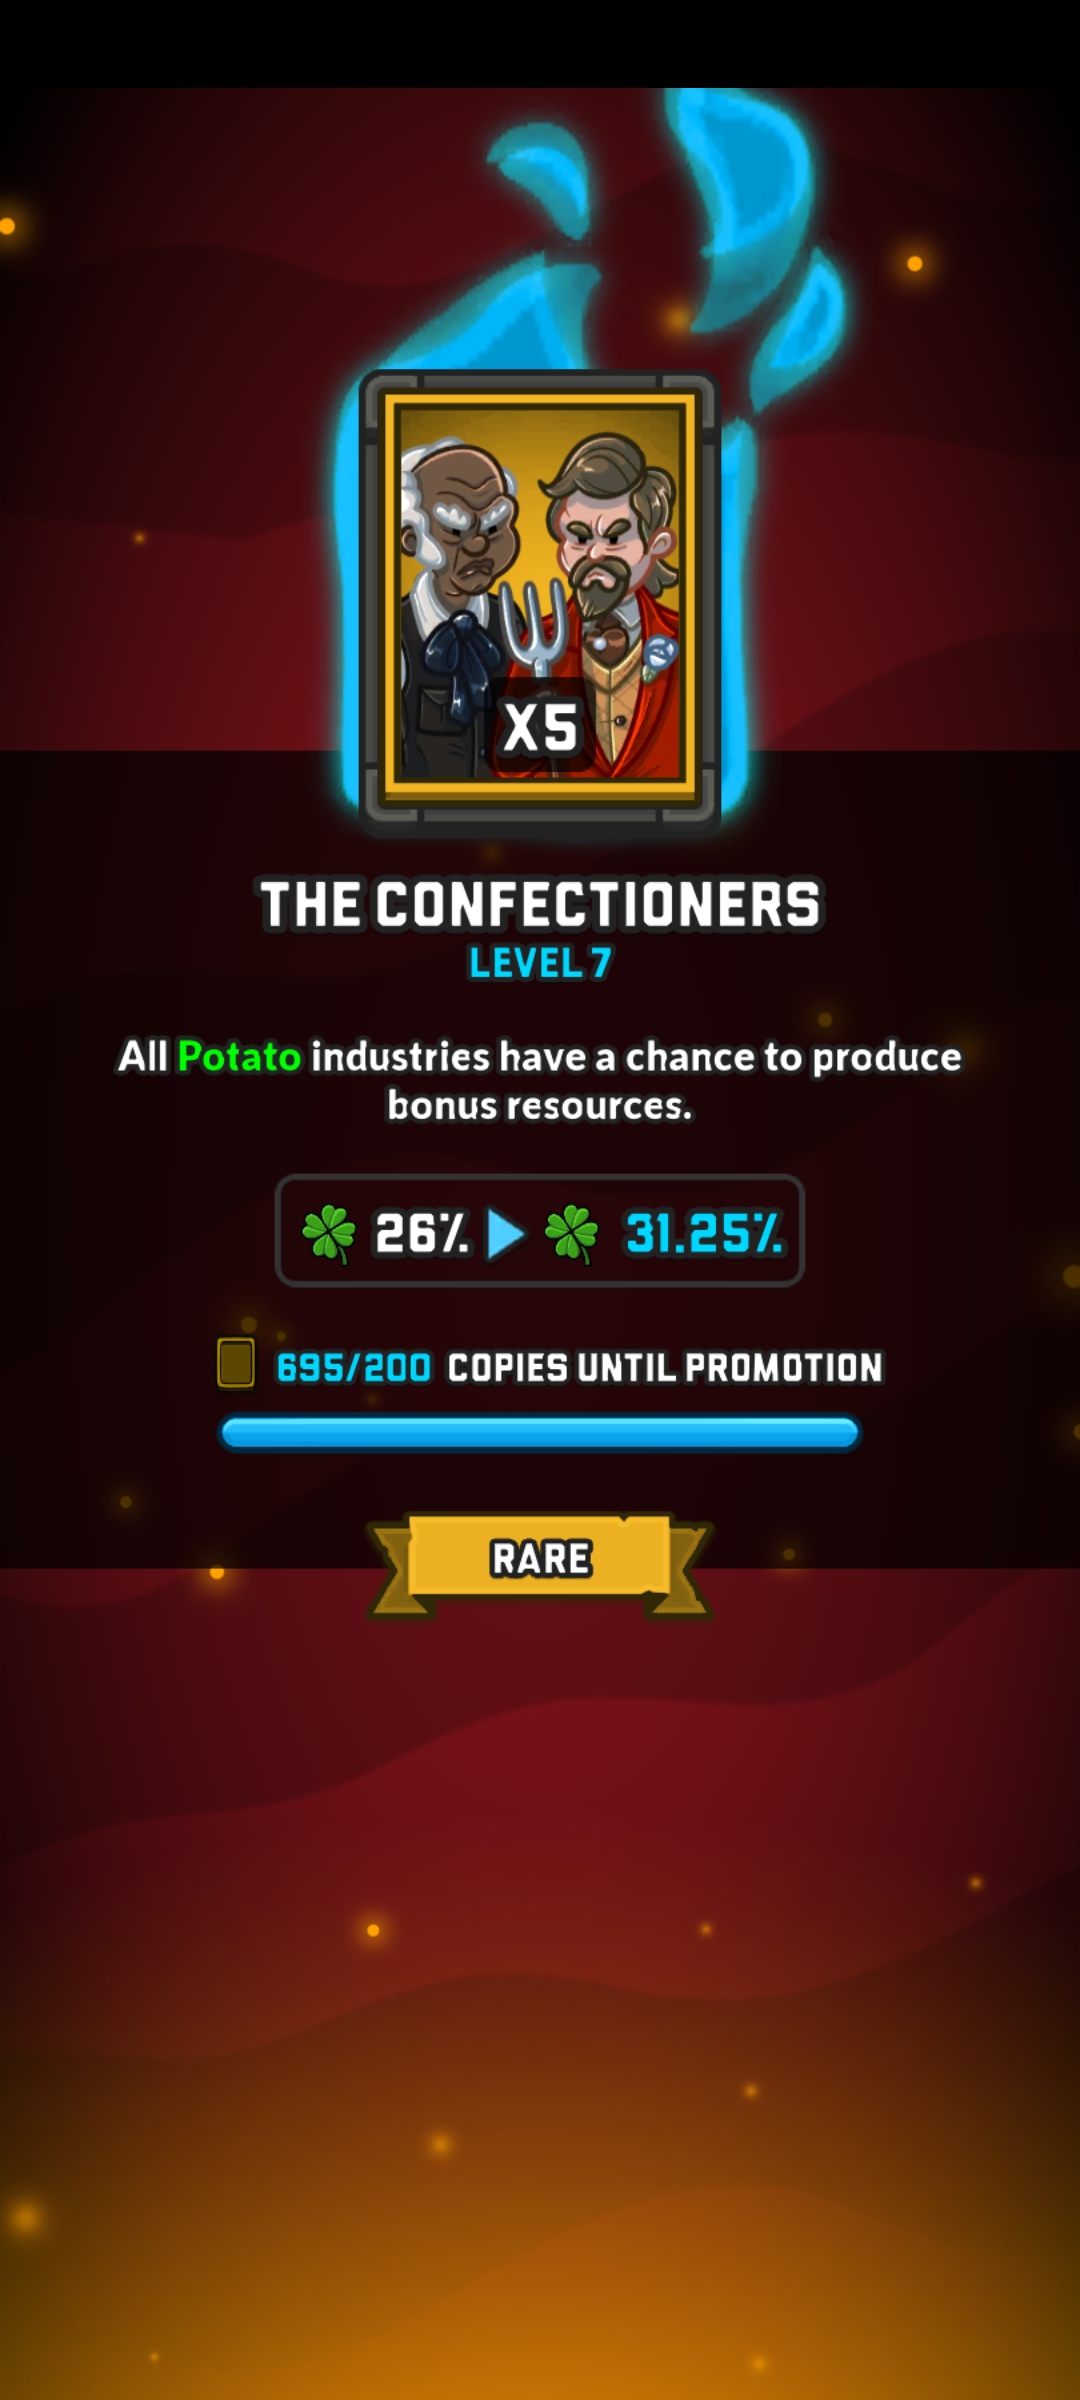 X5
THE CONFECTIONERS
LEVEL 7
All Potato industries have a chance to produce
bonus resources.
26% 31.25%
695/200 COPIES UNTIL PROMOTION
RARE